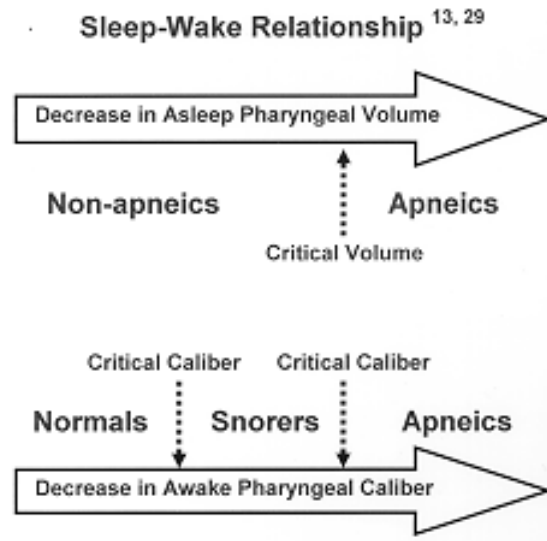 Sleep-Wake Relationship 13, 29
Decrease in Asleep Pharyngeal Volume
Non-apneics Apneics
Critical Volume
Critical Caliber Critical Caliber
Normals Snorers Apneics
Decrease in Awake Pharyngeal Caliber